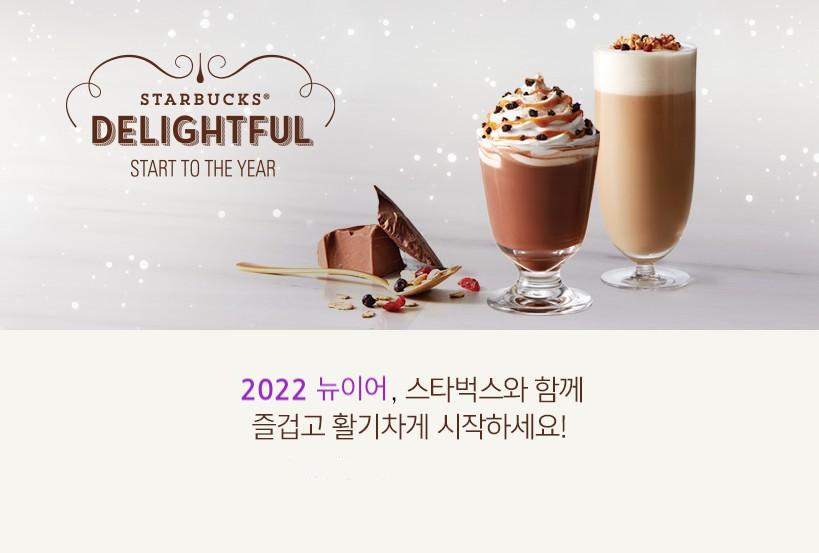 STARBUCKS®
DELIGHTFUL
START TO THE YEAR
2022 뉴이어, 스타벅스와 함께
즐겁고 활기차게 시작하세요!